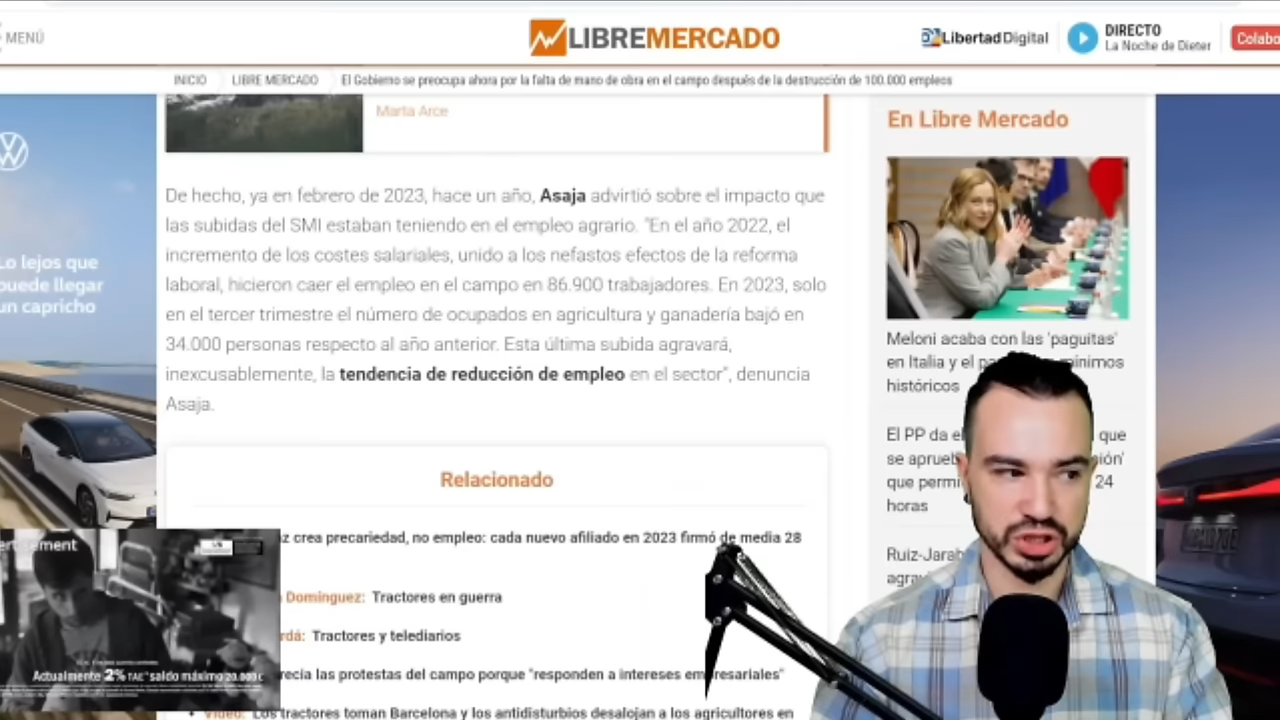 MENÚ
LIBREMERCADO
Libertad Digital
DIRECTO
La Noche de Dieter
Colabo
INICIO
LIBRE MERCADO
El Gobierno se preocupa ahora por la falta de mano de obra en el campo después de la destrucción de 100.000 empleos
Marta Arce
De hecho, ya en febrero de 2023, hace un año, Asaja advirtió sobre el impacto que
las subidas del SMI estaban teniendo en el empleo agrario. "En el año 2022, el
incremento de los costes salariales, unido a los nefastos efectos de la reforma
laboral, hicieron caer el empleo en el campo en 86.900 trabajadores. En 2023, solo
en el tercer trimestre el número de ocupados en agricultura y ganadería bajó en
34.000 personas respecto al año anterior. Esta última subida agravará,
inexcusablemente, la tendencia de reducción de empleo en el sector", denuncia
Asaja.
Relacionado
az crea precariedad, no empleo: cada nuevo afiliado en 2023 firmó de media 28
Domínguez: Tractores en guerra
rdá: Tractores y telediarios
recia las protestas del campo porque "responden a intereses empresariales"
Vídeo: Los tractores toman Barcelona y los antidisturbios desalojan a los agricultores en
En Libre Mercado
Meloni acaba con las 'paguitas'
en Italia y el pa mínimos
históricos
El PP da e que
se aprueb ión'
que permi 24
horas
Ruiz-Jarab
agra
Lo lejos que
puede llegar
un capricho
ertisement
Actualmente 2% TAE saldo máximo 20.000 €